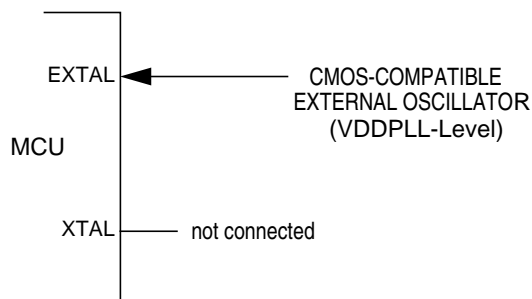 EXTAL
CMOS-COMPATIBLE
EXTERNAL OSCILLATOR
(VDDPLL-Level)
MCU
XTAL
not connected